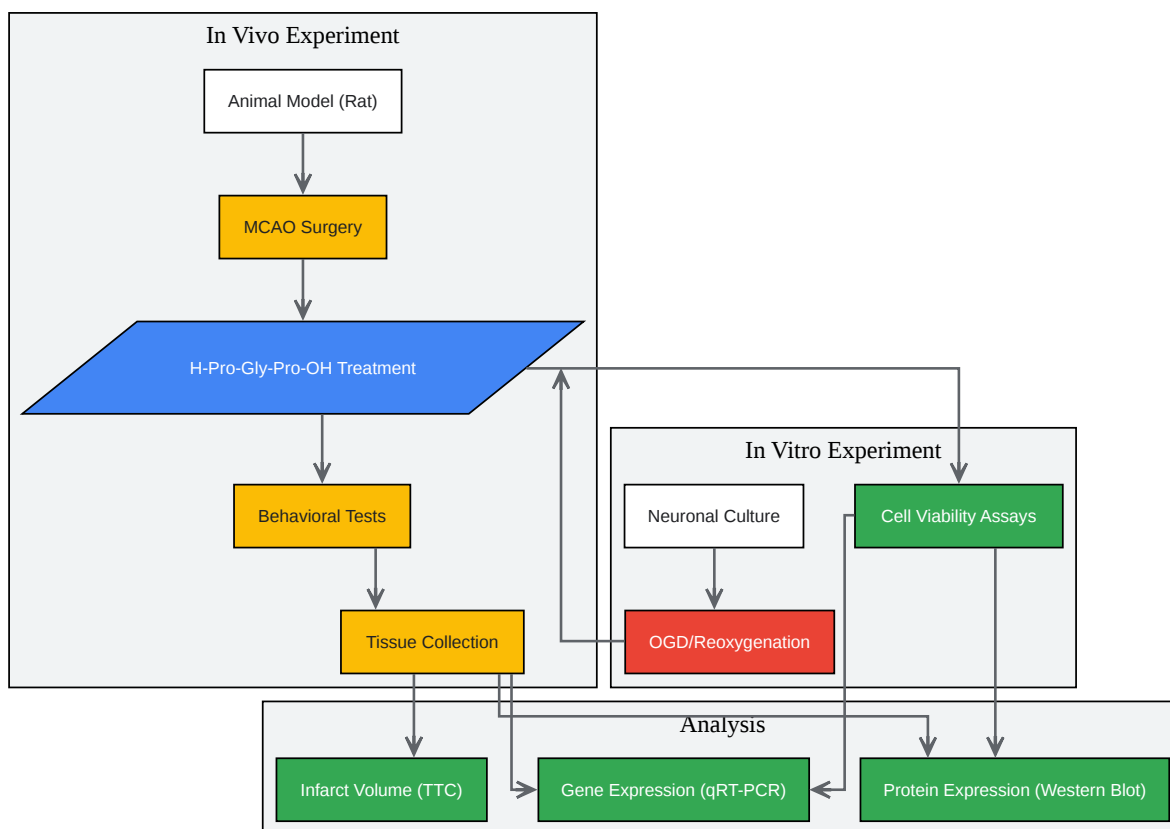 In Vivo Experiment
Animal Model (Rat)
MCAO Surgery
H-Pro-Gly-Pro-OH Treatment
Behavioral Tests
Tissue Collection
In Vitro Experiment
Neuronal Culture
Cell Viability Assays
OGD/Reoxygenation
Analysis
Infarct Volume (TTC)
Gene Expression (qRT-PCR)
Protein Expression (Western Blot)